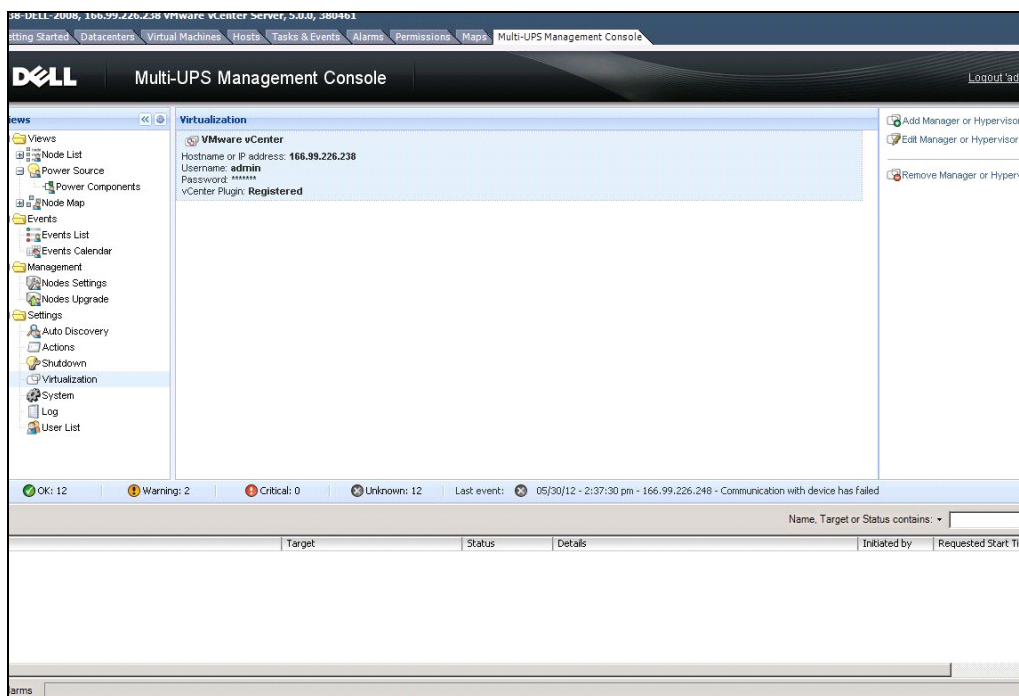 38-DELL-2008, 166.99.226.238 VMware vCenter Server, 5.0.0, 380461
etting Started Datacenters Virtual Machines Hosts Tasks & Events Alarms Permissions Maps Multi-UPS Management Console
DELL Multi-UPS Management Console Logout 'ad
iews Virtualization
Views
Node List
Power Source
Power Components
Node Map
Events
Events List
Events Calendar
Management
Nodes Settings
Nodes Upgrade
Settings
Auto Discovery
Actions
Shutdown
Virtualization
System
Log
User List
VMware vCenter
Hostname or IP address: 166.99.226.238
Username: admin
Password: *******
vCenter Plugin: Registered
Add Manager or Hypervisor
Edit Manager or Hypervisor
Remove Manager or Hyperv
OK: 12 Warning: 2 Critical: 0 Unknown: 12 Last event: 05/30/12 - 2:37:30 pm - 166.99.226.248 - Communication with device has failed
Name, Target or Status contains:
Target Status Details Initiated by Requested Start Ti
larms